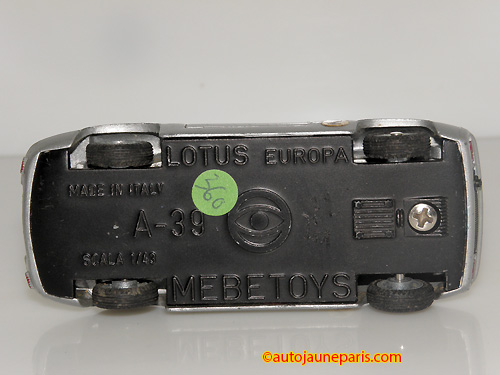 LOTUS EUROPA
MADE IN ITALY
A-39
SCALA 1/43
MEBETOYS
©autojauneparis.com